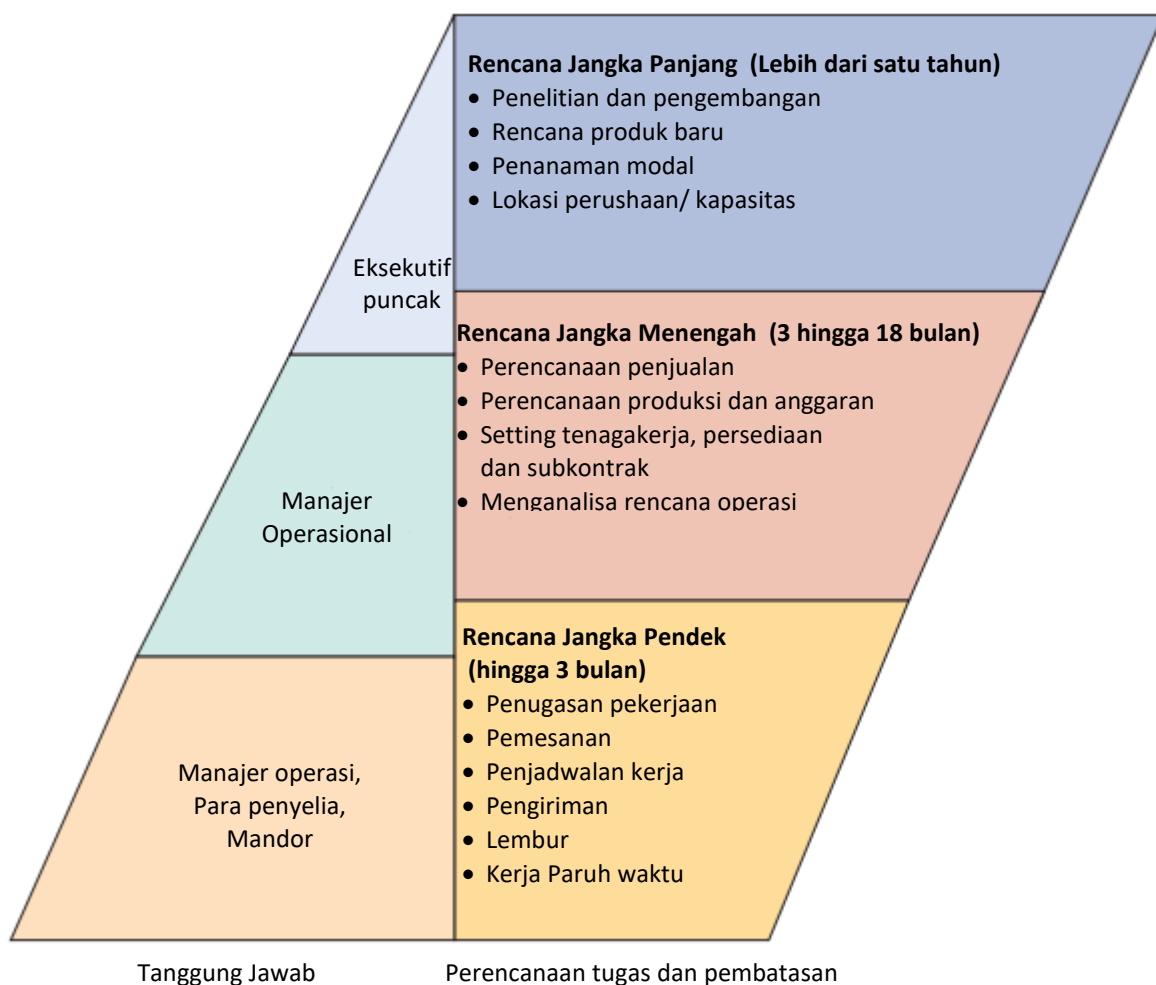 Rencana Jangka Panjang (Lebih dari satu tahun)
• Penelitian dan pengembangan
• Rencana produk baru
• Penanaman modal
• Lokasi perushaan/ kapasitas
Eksekutif
puncak
Rencana Jangka Menengah (3 hingga 18 bulan)
• Perencanaan penjualan
• Perencanaan produksi dan anggaran
• Setting tenagakerja, persediaan
dan subkontrak
• Menganalisa rencana operasi
Manajer
Operasional
Rencana Jangka Pendek
(hingga 3 bulan)
• Penugasan pekerjaan
• Pemesanan
• Penjadwalan kerja
• Pengiriman
• Lembur
• Kerja Paruh waktu
Manajer operasi,
Para penyelia,
Mandor
Tanggung Jawab
Perencanaan tugas dan pembatasan